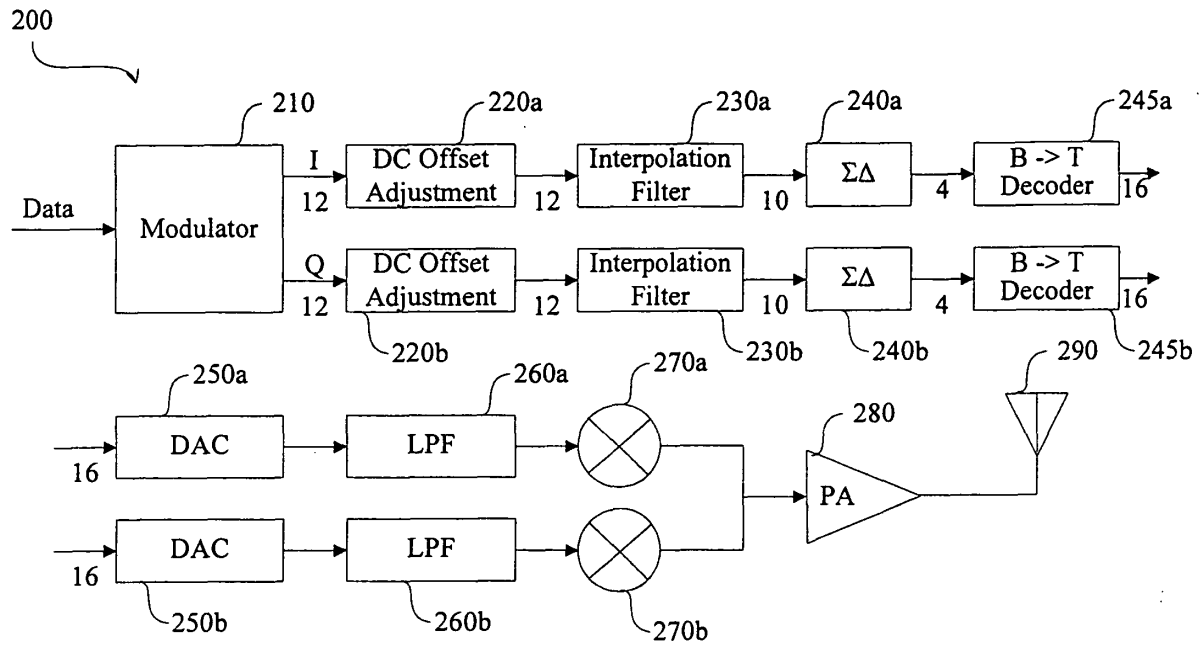 200
210
220a
230a
240a
245a
I
DC Offset
Adjustment
Interpolation
Filter
ΣΔ
B -> T
Decoder
12
12
10
4
16
Data
Modulator
Q
DC Offset
Adjustment
Interpolation
Filter
ΣΔ
B -> T
Decoder
12
12
10
4
16
220b
230b
240b
245b
250a
260a
270a
280
290
DAC
LPF
16
PA
DAC
LPF
16
250b
260b
270b